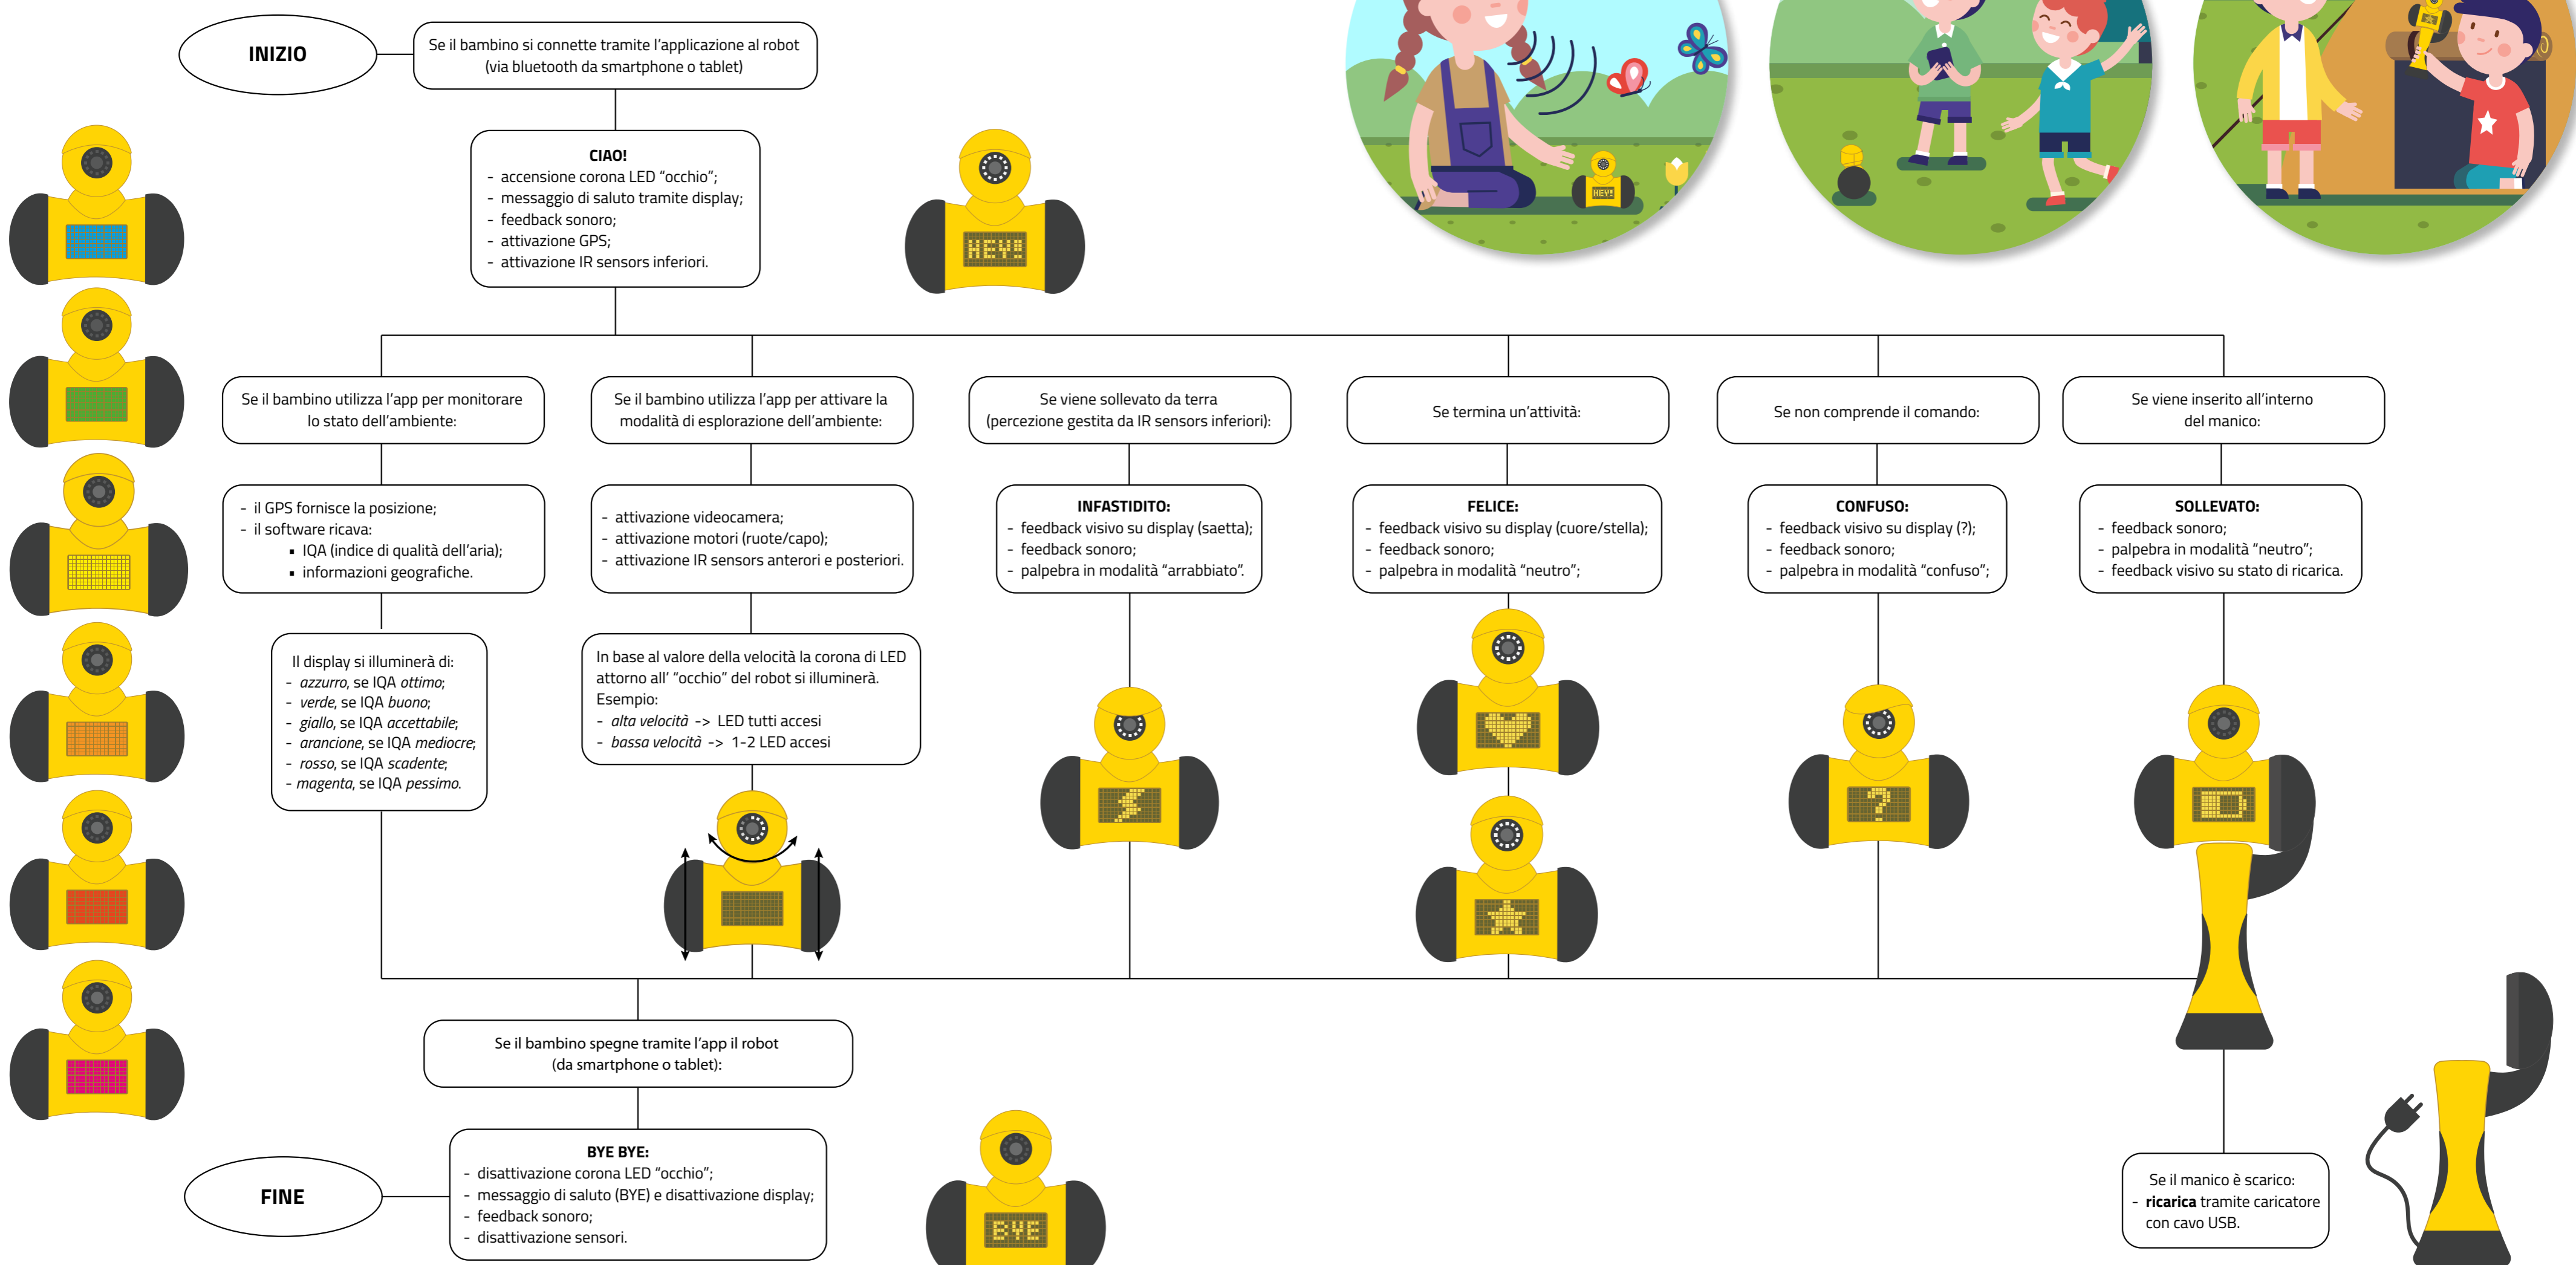 INIZIO
Se il bambino si connette tramite l'applicazione al robot
(via bluetooth da smartphone o tablet)
CIAO!
- accensione corona LED “occhio”;
- messaggio di saluto tramite display;
- feedback sonoro;
- attivazione GPS;
- attivazione IR sensors inferiori.
HEY!
HEY!
Se il bambino utilizza l'app per monitorare
lo stato dell'ambiente:
- il GPS fornisce la posizione;
- il software ricava:
▪ IQA (indice di qualità dell'aria);
▪ informazioni geografiche.
Il display si illuminerà di:
- azzurro, se IQA ottimo;
- verde, se IQA buono;
- giallo, se IQA accettabile;
- arancione, se IQA mediocre;
- rosso, se IQA scadente;
- magenta, se IQA pessimo.
Se il bambino utilizza l'app per attivare la
modalità di esplorazione dell'ambiente:
- attivazione videocamera;
- attivazione motori (ruote/capo);
- attivazione IR sensors anterori e posteriori.
In base al valore della velocità la corona di LED
attorno all' “occhio” del robot si illuminerà.
Esempio:
- alta velocità -> LED tutti accesi
- bassa velocità -> 1-2 LED accesi
Se viene sollevato da terra
(percezione gestita da IR sensors inferiori):
INFASTIDITO:
- feedback visivo su display (saetta);
- feedback sonoro;
- palpebra in modalità “arrabbiato”.
Se termina un'attività:
FELICE:
- feedback visivo su display (cuore/stella);
- feedback sonoro;
- palpebra in modalità “neutro”;
Se non comprende il comando:
CONFUSO:
- feedback visivo su display (?);
- feedback sonoro;
- palpebra in modalità “confuso”;
?
Se viene inserito all'interno
del manico:
SOLLEVATO:
- feedback sonoro;
- palpebra in modalità “neutro”;
- feedback visivo su stato di ricarica.
Se il manico è scarico:
- ricarica tramite caricatore
con cavo USB.
Se il bambino spegne tramite l'app il robot
(da smartphone o tablet):
BYE BYE:
- disattivazione corona LED “occhio”;
- messaggio di saluto (BYE) e disattivazione display;
- feedback sonoro;
- disattivazione sensori.
FINE
BYE